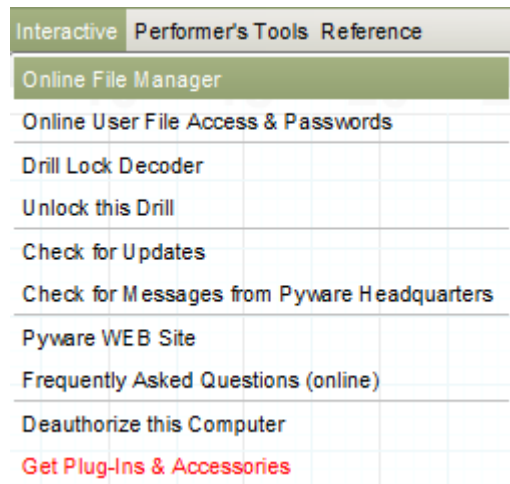 Interactive Performer's Tools Reference
Online File Manager
Online User File Access & Passwords
Drill Lock Decoder
Unlock this Drill
Check for Updates
Check for Messages from Pyware Headquarters
Pyware WEB Site
Frequently Asked Questions (online)
Deauthorize this Computer
Get Plug-Ins & Accessories